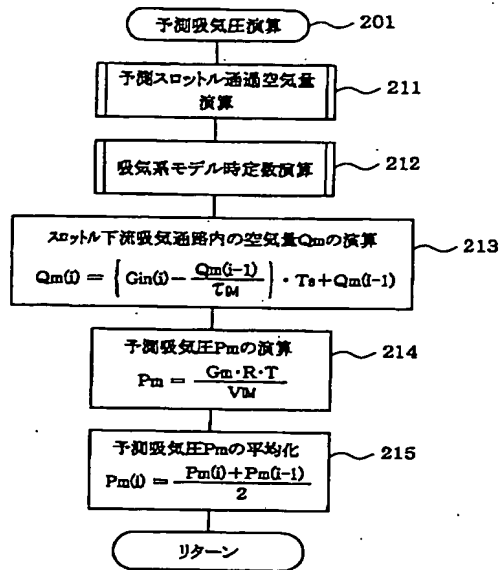 予測吸気圧演算
201
予測スロットル通過空気量
演算
211
吸気系モデル時定数演算
212
スロットル下流吸気通路内の空気量Qmの演算
213
Qm(i) = { Gin(i) − Qm(i-1) / τM } · Ts + Qm(i-1)
予測吸気圧Pmの演算
214
Pm = Gm·R·T / VM
予測吸気圧Pmの平均化
215
Pm(i) = Pm(i) + Pm(i-1) / 2
リターン